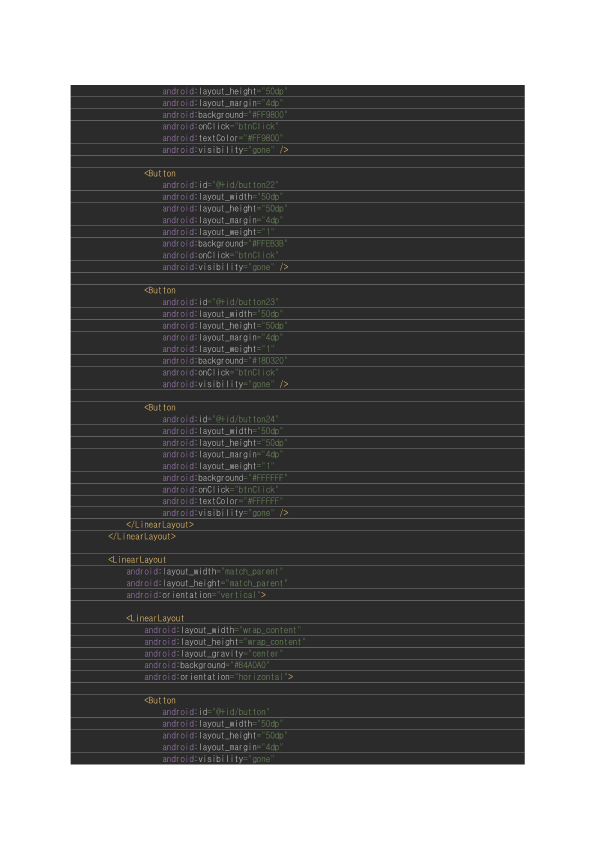 android:layout_height="50dp"
android:layout_margin="4dp"
android:background="#FF9800"
android:onClick="btnClick"
android:textColor="#FF9800"
android:visibility="gone" />
<Button
android:id="@+id/button22"
android:layout_width="50dp"
android:layout_height="50dp"
android:layout_margin="4dp"
android:layout_weight="1"
android:background="#FFEB3B"
android:onClick="btnClick"
android:visibility="gone" />
<Button
android:id="@+id/button23"
android:layout_width="50dp"
android:layout_height="50dp"
android:layout_margin="4dp"
android:layout_weight="1"
android:background="#18D320"
android:onClick="btnClick"
android:visibility="gone" />
<Button
android:id="@+id/button24"
android:layout_width="50dp"
android:layout_height="50dp"
android:layout_margin="4dp"
android:layout_weight="1"
android:background="#FFFFFF"
android:onClick="btnClick"
android:textColor="#FFFFFF"
android:visibility="gone" />
</LinearLayout>
</LinearLayout>
<LinearLayout
android:layout_width="match_parent"
android:layout_height="match_parent"
android:orientation="vertical">
<LinearLayout
android:layout_width="wrap_content"
android:layout_height="wrap_content"
android:layout_gravity="center"
android:background="#B4A0A0"
android:orientation="horizontal">
<Button
android:id="@+id/button"
android:layout_width="50dp"
android:layout_height="50dp"
android:layout_margin="4dp"
android:visibility="gone"